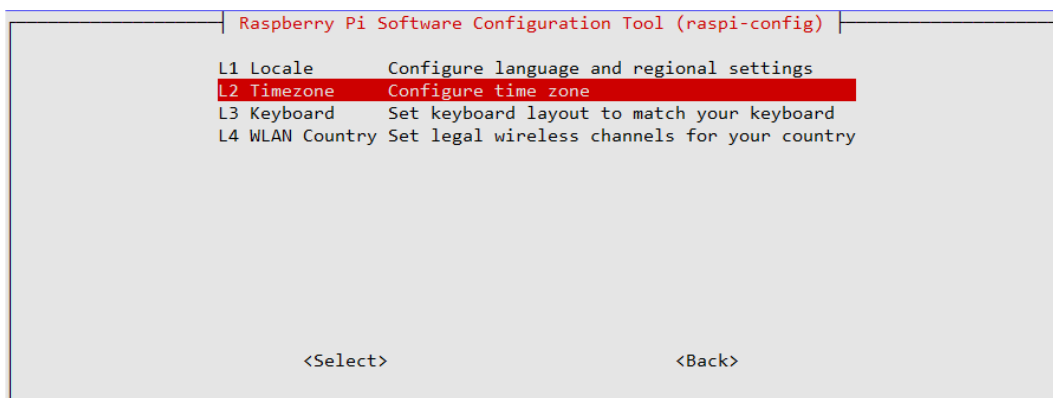 Raspberry Pi Software Configuration Tool (raspi-config)
L1 Locale Configure language and regional settings
L2 Timezone Configure time zone
L3 Keyboard Set keyboard layout to match your keyboard
L4 WLAN Country Set legal wireless channels for your country
<Select> <Back>